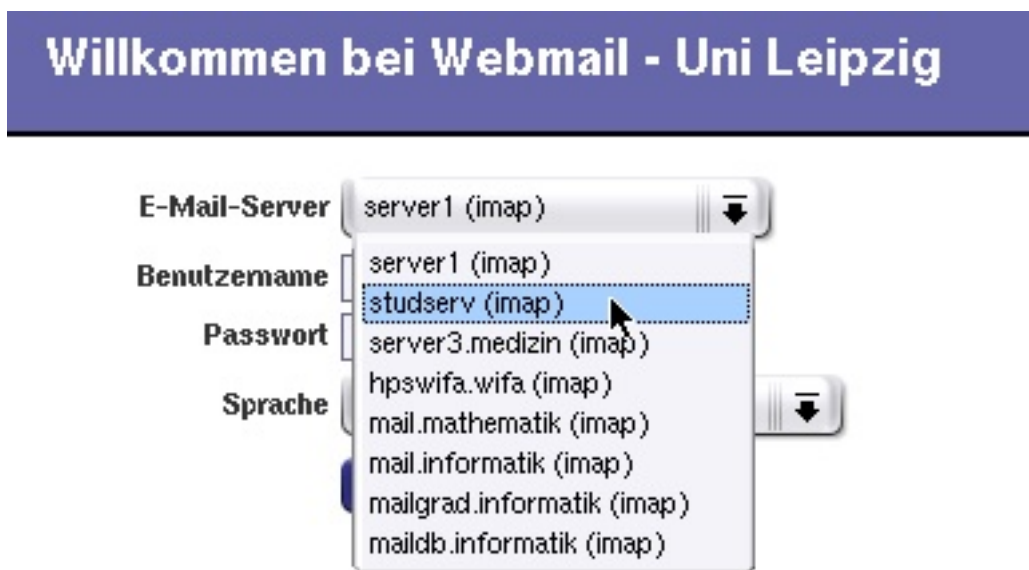 Willkommen bei Webmail - Uni Leipzig
E-Mail-Server server1 (imap)
server1 (imap)
Benutzername
studserv (imap)
Passwort
server3.medizin (imap)
hpswifa.wifa (imap)
Sprache
mail.mathematik (imap)
mail.informatik (imap)
mailgrad.informatik (imap)
maildb.informatik (imap)